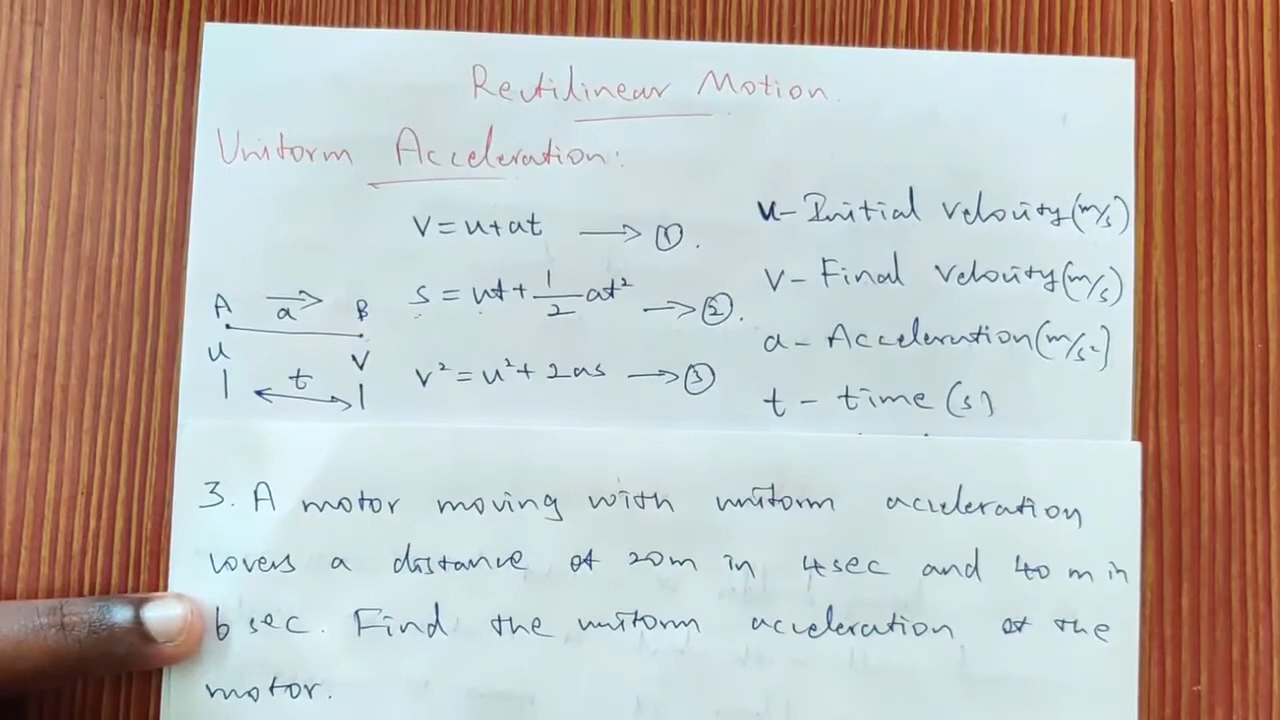 Rectilinear Motion.
Uniform Acceleration:
V = u + at → ①.
u - Initial velocity (m/s)
A a→ B
S = ut + 1/2 at² → ②.
V - Final velocity (m/s)
u V
a - Acceleration (m/s²)
t
V² = u² + 2as → ③
t - time (s)
3. A motor moving with uniform acceleration
covers a distance of 20m in 4sec and 40 m in
6 sec. Find the uniform acceleration of the
motor.